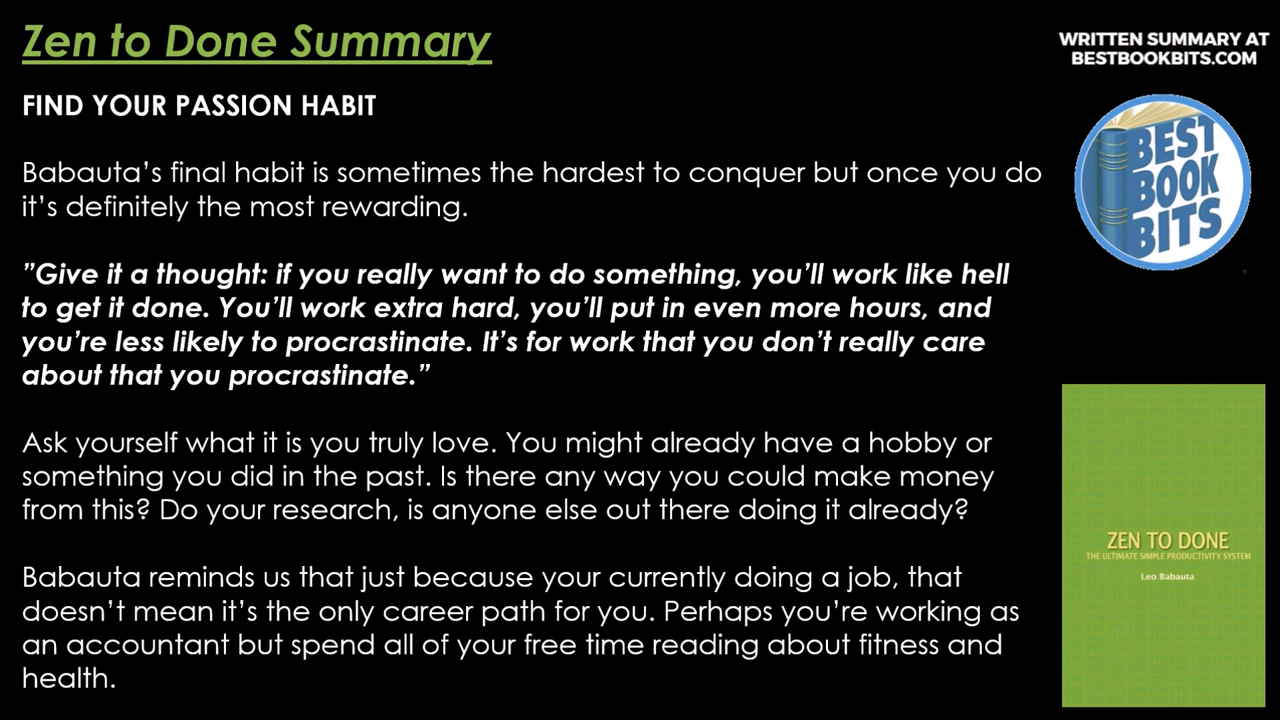 Zen to Done Summary
WRITTEN SUMMARY AT
BESTBOOKBITS.COM
FIND YOUR PASSION HABIT
BEST
BOOK
BITS
Babauta’s final habit is sometimes the hardest to conquer but once you do
it’s definitely the most rewarding.
”Give it a thought: if you really want to do something, you’ll work like hell
to get it done. You’ll work extra hard, you’ll put in even more hours, and
you’re less likely to procrastinate. It’s for work that you don’t really care
about that you procrastinate.”
Ask yourself what it is you truly love. You might already have a hobby or
something you did in the past. Is there any way you could make money
from this? Do your research, is anyone else out there doing it already?
Babauta reminds us that just because your currently doing a job, that
doesn’t mean it’s the only career path for you. Perhaps you’re working as
an accountant but spend all of your free time reading about fitness and
health.
ZEN TO DONE
THE ULTIMATE SIMPLE PRODUCTIVITY SYSTEM
Leo Babauta